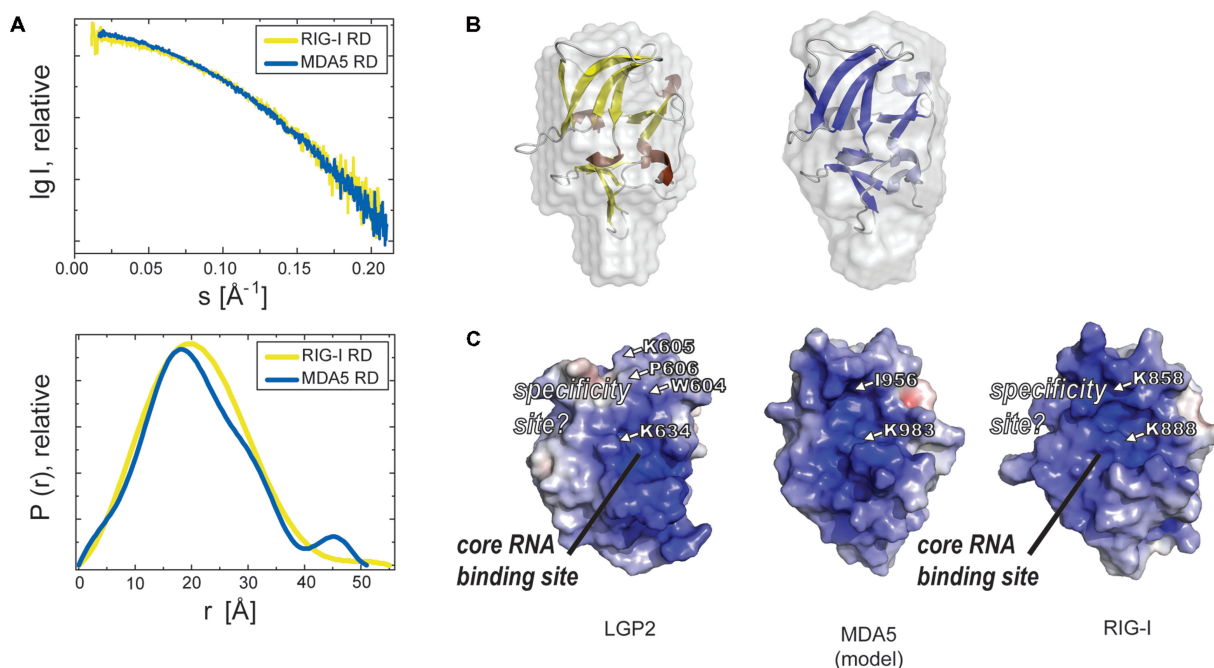 A
lg I, relative
RIG-I RD
MDA5 RD
0.00 0.05 0.10 0.15 0.20
s [Å-1]
P (r), relative
RIG-I RD
MDA5 RD
0 10 20 30 40 50
r [Å]
B
C
K605
P606
W604
specificity
site?
K634
core RNA
binding site
LGP2
I956
K983
MDA5
(model)
specificity
site?
K858
K888
core RNA
binding site
RIG-I